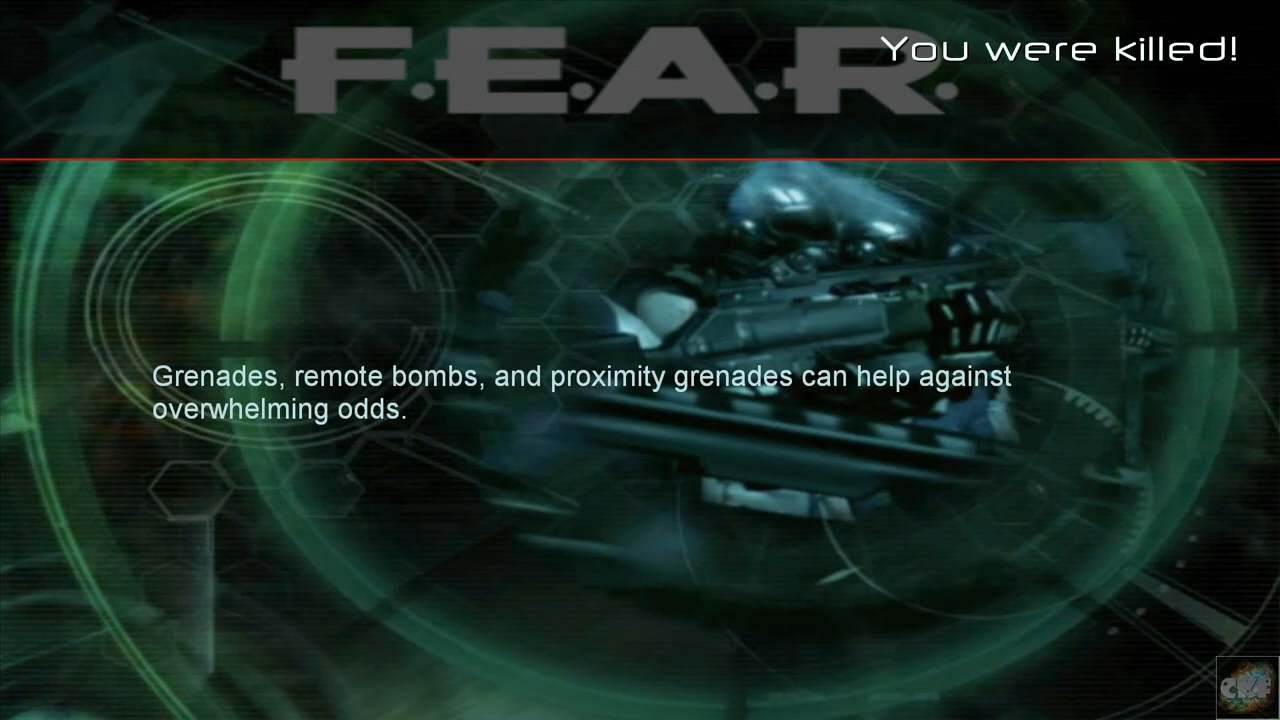 F.E.A.R.
You were killed!
Grenades, remote bombs, and proximity grenades can help against
overwhelming odds.